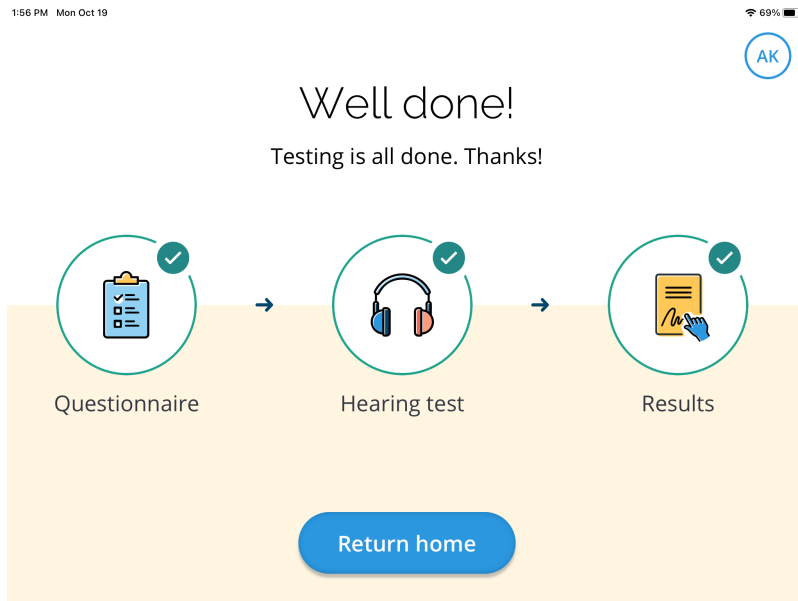 1:56 PM Mon Oct 19
69%
AK
Well done!
Testing is all done. Thanks!
Questionnaire
Hearing test
Results
Return home